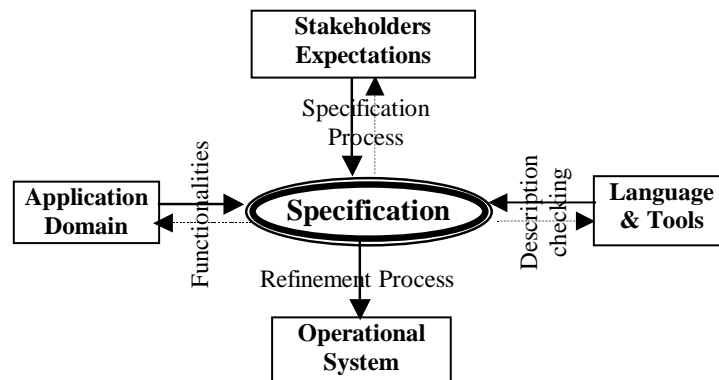 Stakeholders
Expectations
Specification
Process
Functionalities
Application
Domain
Specification
Description
checking
Language
& Tools
Refinement Process
Operational
System